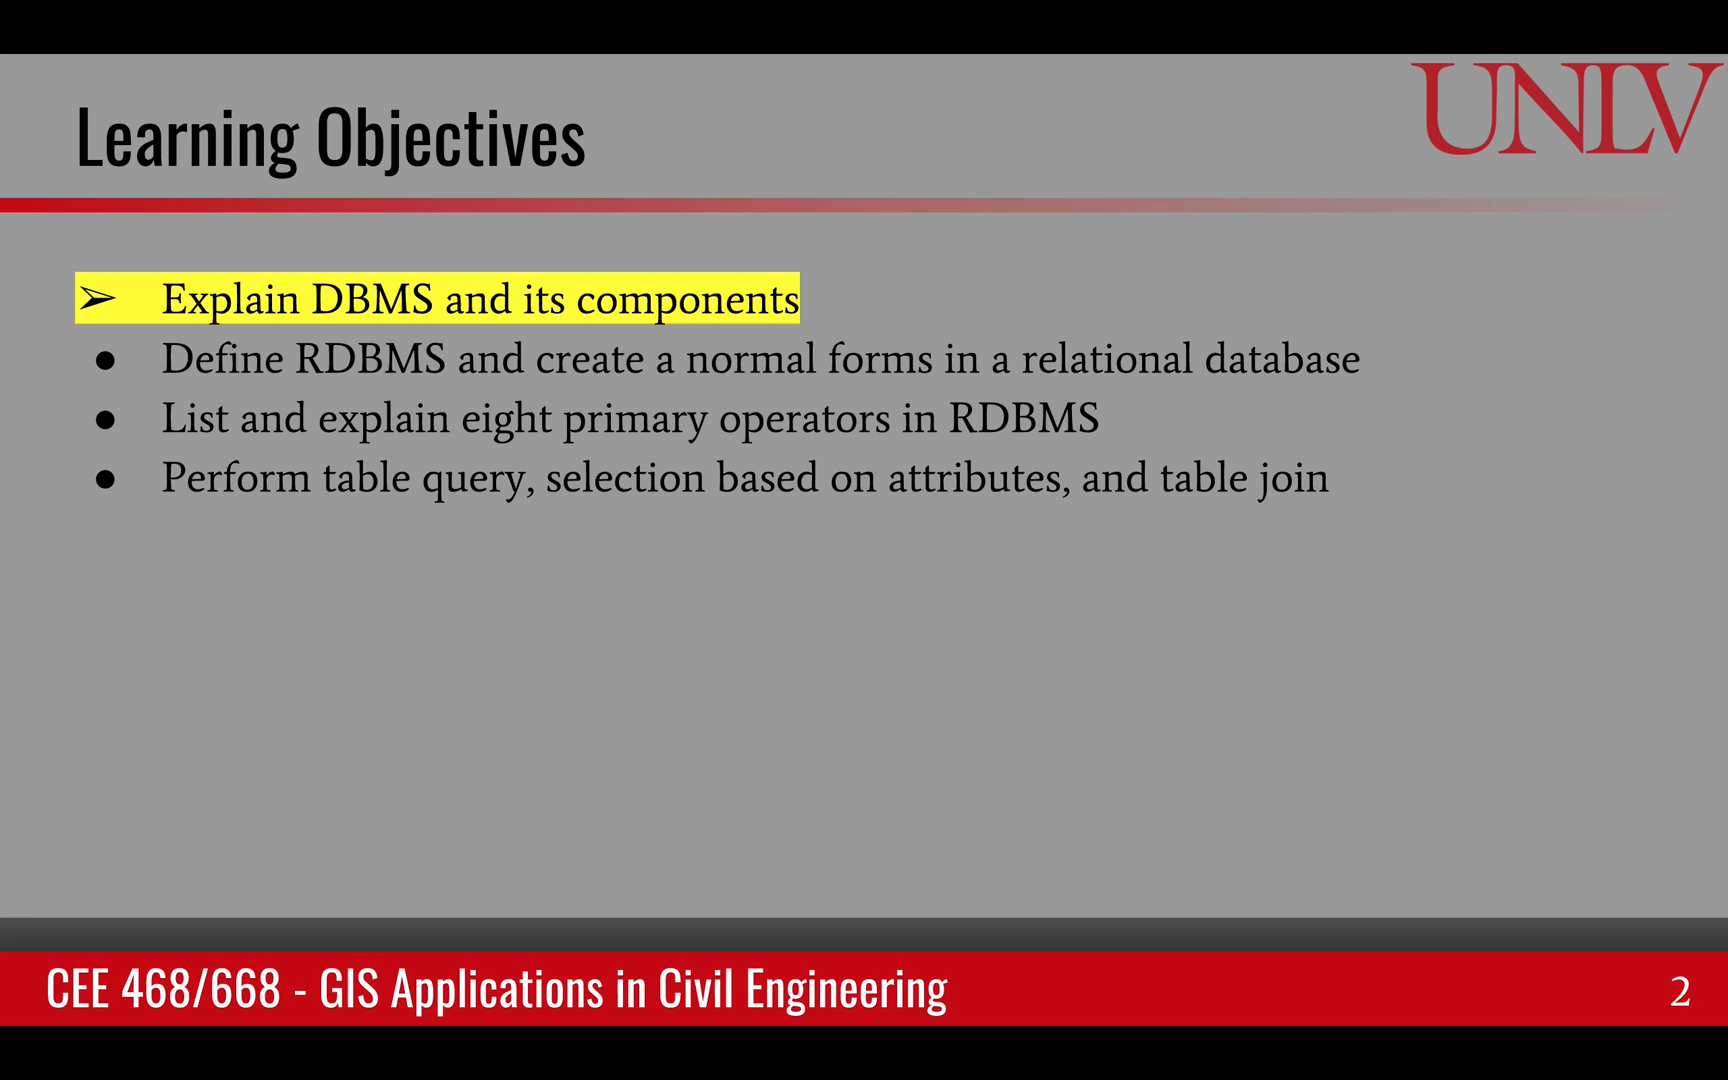 UNLV
Learning Objectives
➢ Explain DBMS and its components
● Define RDBMS and create a normal forms in a relational database
● List and explain eight primary operators in RDBMS
● Perform table query, selection based on attributes, and table join
CEE 468/668 - GIS Applications in Civil Engineering
2